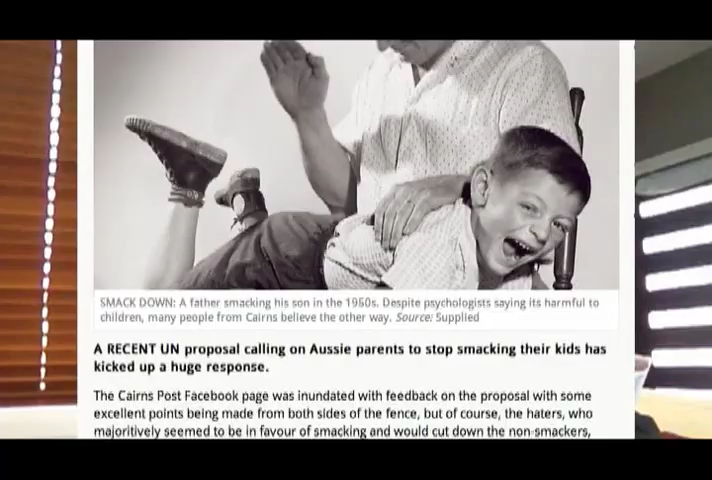 SMACK DOWN: A father smacking his son in the 1950s. Despite psychologists saying its harmful to
children, many people from Cairns believe the other way. Source: Supplied
A RECENT UN proposal calling on Aussie parents to stop smacking their kids has
kicked up a huge response.
The Cairns Post Facebook page was inundated with feedback on the proposal with some
excellent points being made from both sides of the fence, but of course, the haters, who
majoritively seemed to be in favour of smacking and would cut down the non-smackers,